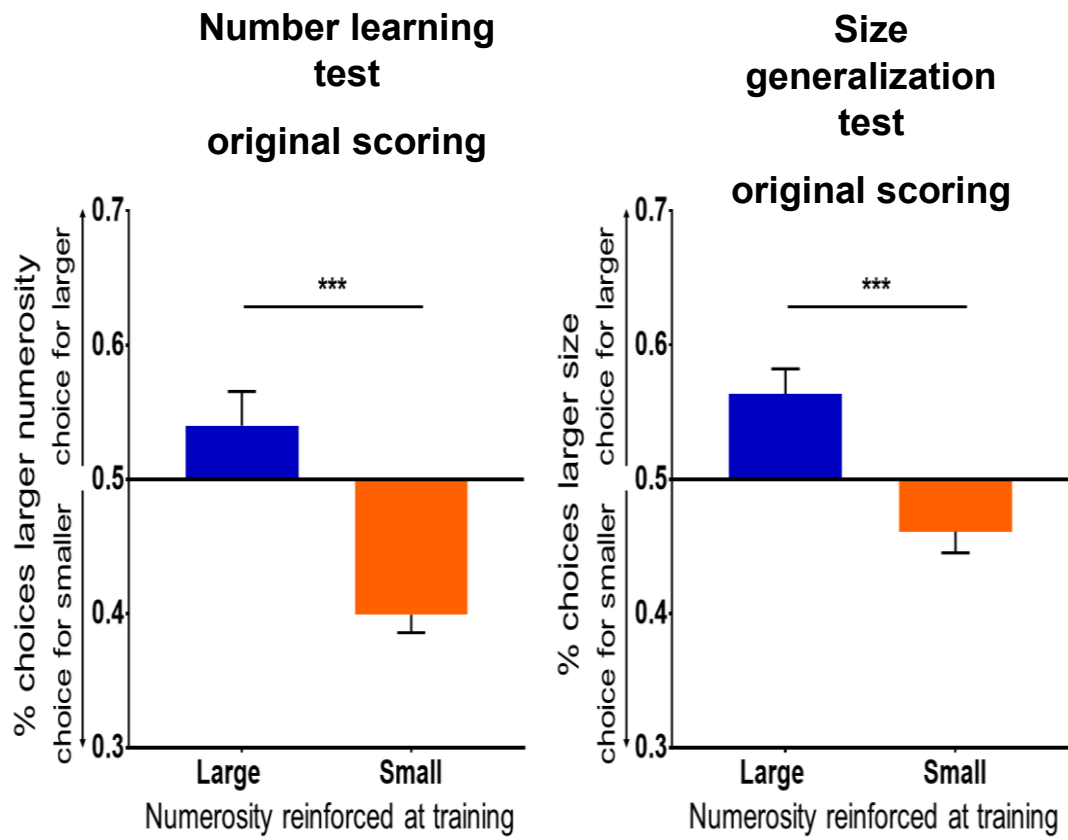 Number learning
test
original scoring
% choices larger numerosity
choice for smaller
choice for larger
0.7
0.6
0.5
0.4
0.3
***
Large
Small
Numerosity reinforced at training
Size
generalization
test
original scoring
% choices larger size
choice for smaller
choice for larger
0.7
0.6
0.5
0.4
0.3
***
Large
Small
Numerosity reinforced at training